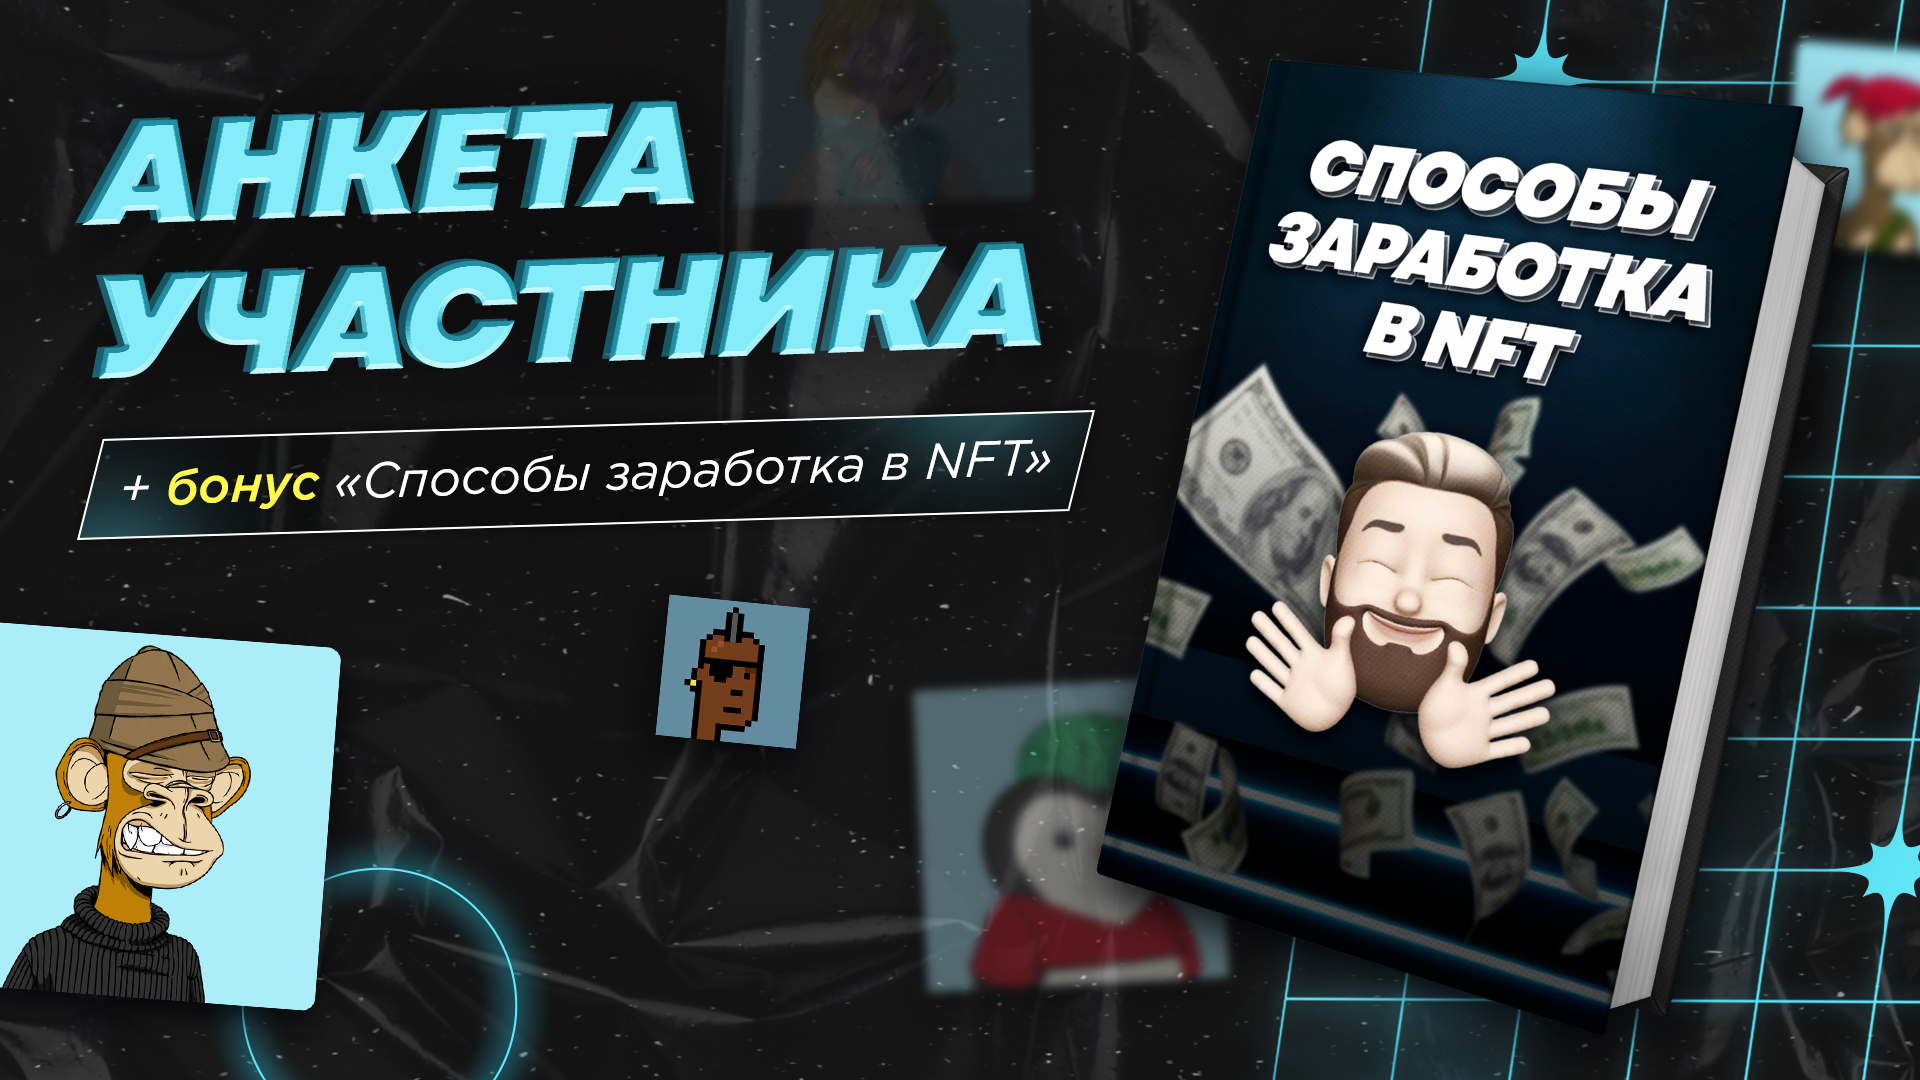 АНКЕТА
УЧАСТНИКА
+ бонус «Способы заработка в NFT»
СПОСОБЫ
ЗАРАБОТКА
В NFT